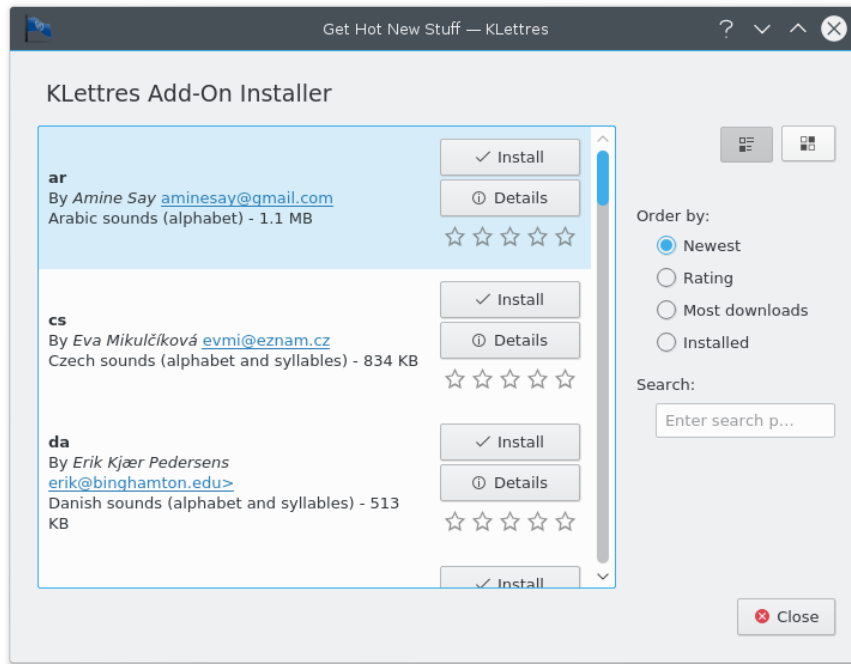 Get Hot New Stuff — KLettres
KLettres Add-On Installer
ar
By Amine Say aminesay@gmail.com
Arabic sounds (alphabet) - 1.1 MB
Install
Details
cs
By Eva Mikulčíková evmi@eznam.cz
Czech sounds (alphabet and syllables) - 834 KB
Install
Details
da
By Erik Kjær Pedersens
erik@binghamton.edu>
Danish sounds (alphabet and syllables) - 513
KB
Install
Details
Install
Order by:
Newest
Rating
Most downloads
Installed
Search:
Enter search p...
Close